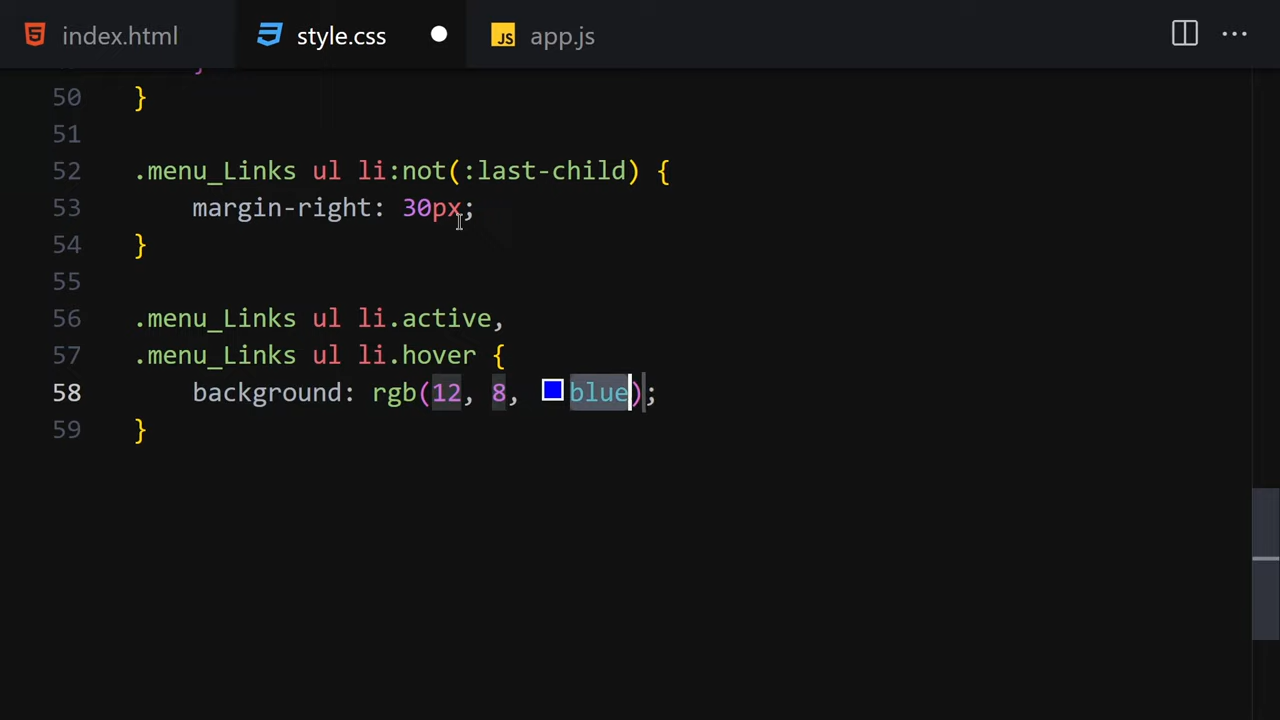 index.html style.css JS app.js
50 }
51
52 .menu_Links ul li:not(:last-child) {
53 margin-right: 30px;
54 }
55
56 .menu_Links ul li.active,
57 .menu_Links ul li.hover {
58 background: rgb(12, 8, blue);
59 }